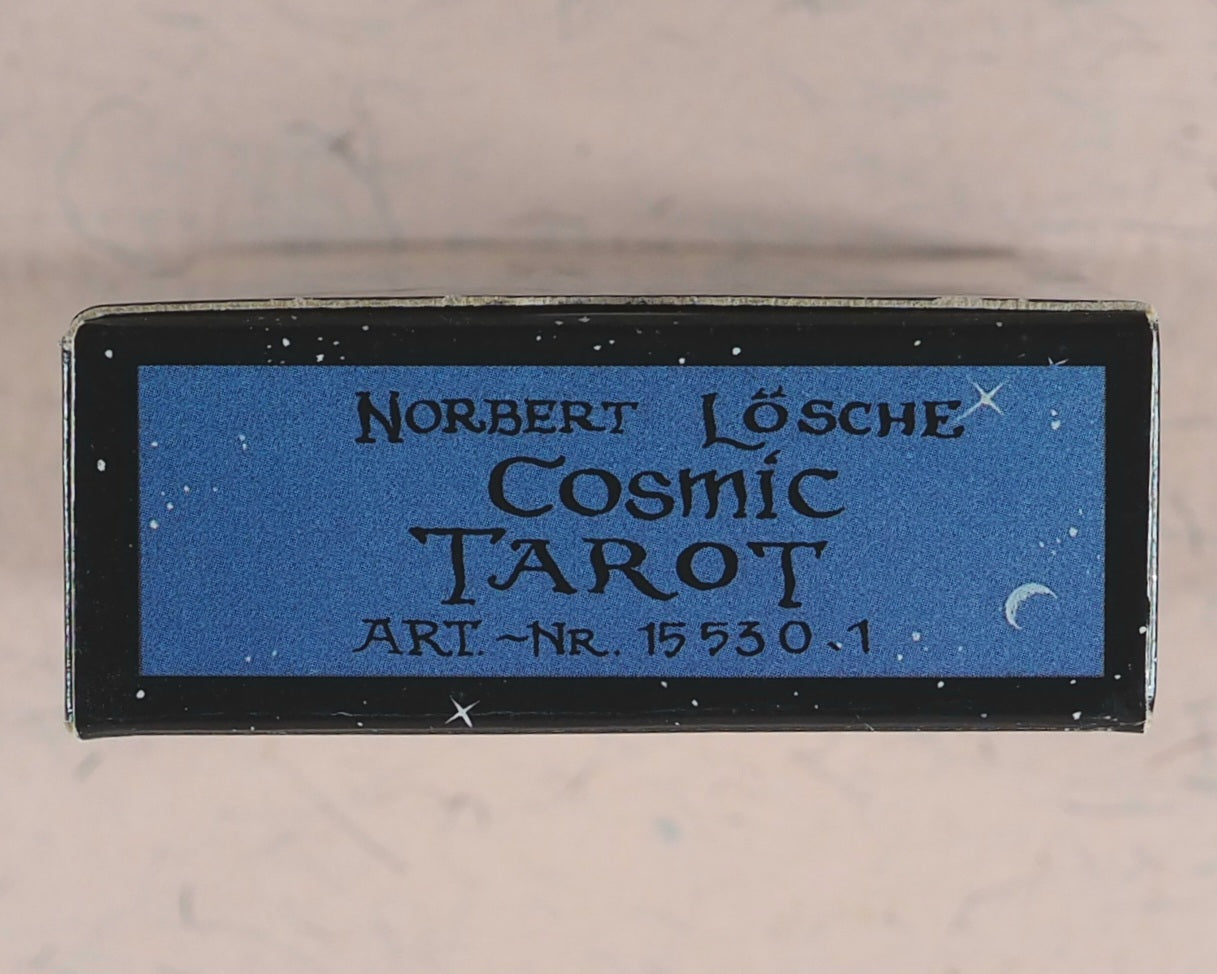 NORBERT LÖSCHE
COSMIC
TAROT
ART.-NR. 15530.1